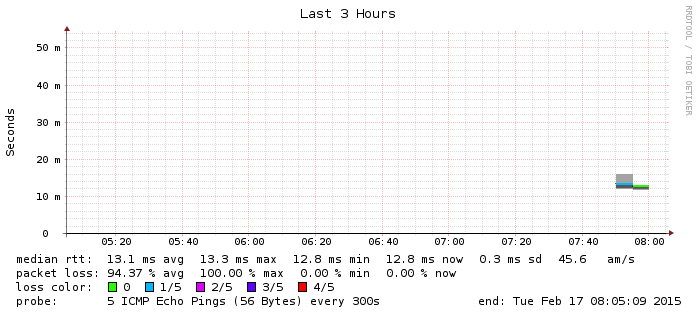 Last 3 Hours
RRDTOOL / TOBI OETIKER
Seconds
50 m
40 m
30 m
20 m
10 m
0
05:20 05:40 06:00 06:20 06:40 07:00 07:20 07:40 08:00
median rtt: 13.1 ms avg 13.3 ms max 12.8 ms min 12.8 ms now 0.3 ms sd 45.6 am/s
packet loss: 94.37 % avg 100.00 % max 0.00 % min 0.00 % now
loss color: 0 1/5 2/5 3/5 4/5
probe: 5 ICMP Echo Pings (56 Bytes) every 300s end: Tue Feb 17 08:05:09 2015